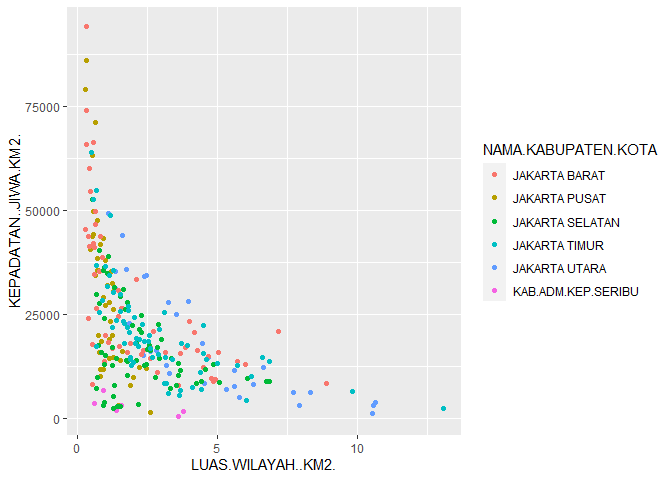 KEPADATAN..JIWA.KM2.
75000
50000
25000
0
0
5
10
LUAS.WILAYAH..KM2.
NAMA.KABUPATEN.KOTA
JAKARTA BARAT
JAKARTA PUSAT
JAKARTA SELATAN
JAKARTA TIMUR
JAKARTA UTARA
KAB.ADM.KEP.SERIBU